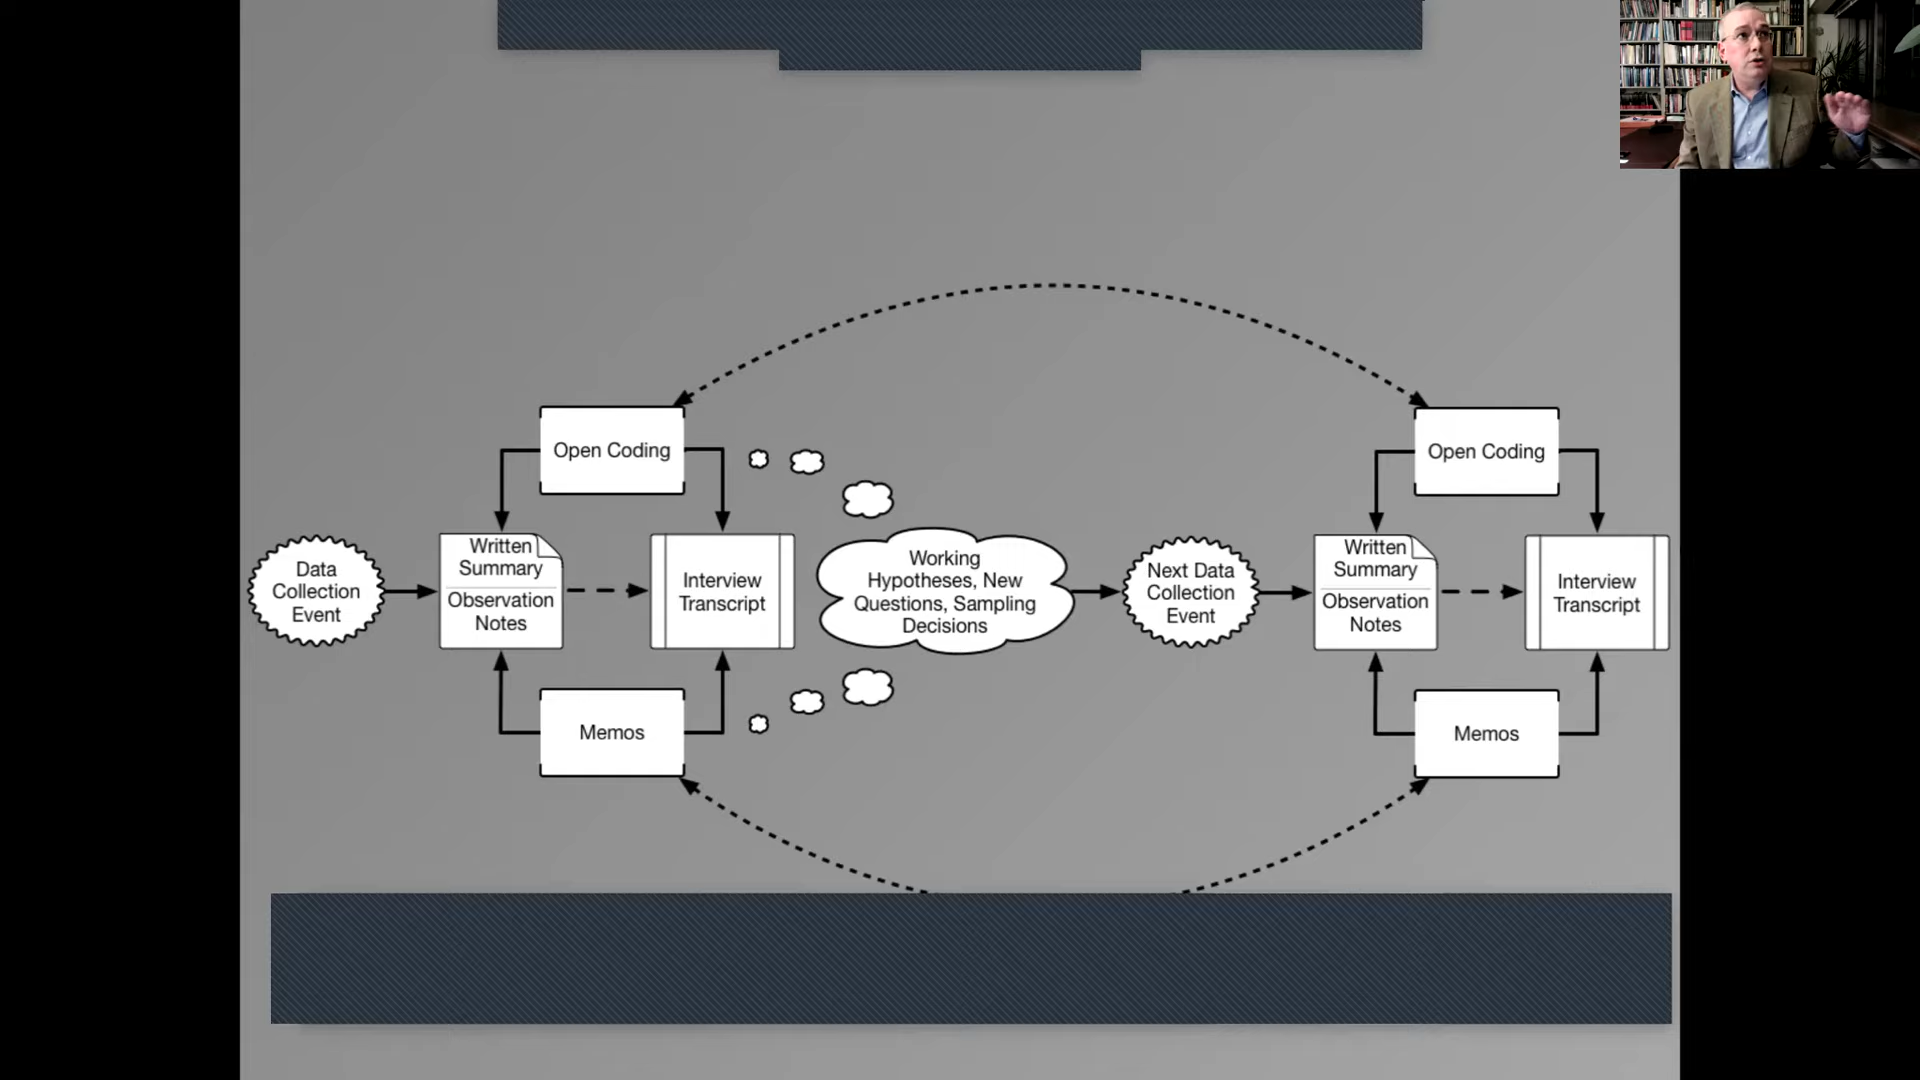 Open Coding
Open Coding
Data
Collection
Event
Written
Summary
Observation
Notes
Interview
Transcript
Working
Hypotheses, New
Questions, Sampling
Decisions
Next Data
Collection
Event
Written
Summary
Observation
Notes
Interview
Transcript
Memos
Memos